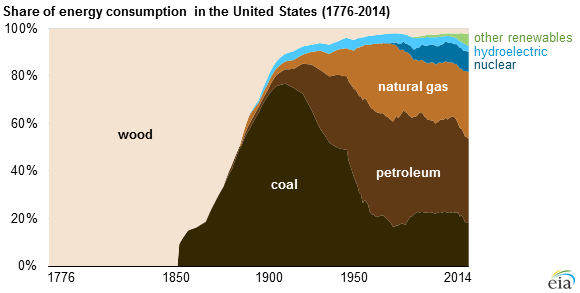 Share of energy consumption in the United States (1776-2014)
100%
80%
60%
40%
20%
0%
wood
coal
natural gas
petroleum
other renewables
hydroelectric
nuclear
1776
1850
1900
1950
2014
eia